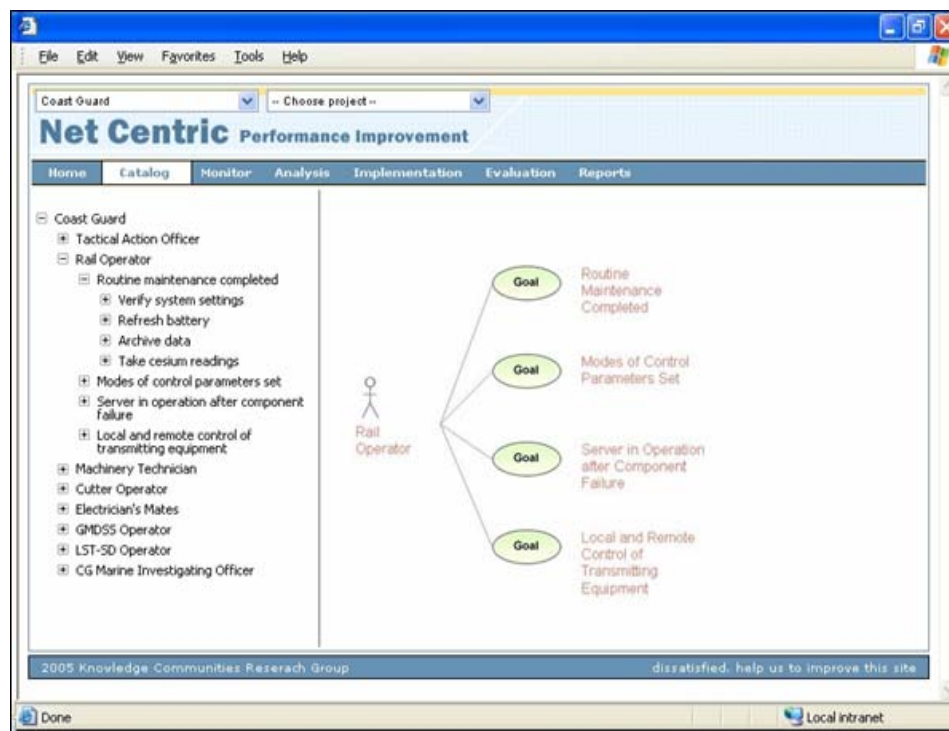 File Edit View Favorites Tools Help
Coast Guard -- Choose project --
Net Centric Performance Improvement
Home Catalog Monitor Analysis Implementation Evaluation Reports
Coast Guard
Tactical Action Officer
Rail Operator
Routine maintenance completed
Verify system settings
Refresh battery
Archive data
Take cesium readings
Modes of control parameters set
Server in operation after component
failure
Local and remote control of
transmitting equipment
Machinery Technician
Cutter Operator
Electrician's Mates
GMDSS Operator
LST-SD Operator
CG Marine Investigating Officer
Rail
Operator
Goal
Routine
Maintenance
Completed
Goal
Modes of Control
Parameters Set
Goal
Server in Operation
after Component
Failure
Goal
Local and Remote
Control of
Transmitting
Equipment
2005 Knowledge Communities Reserach Group dissatisfied. help us to improve this site
Done Local intranet